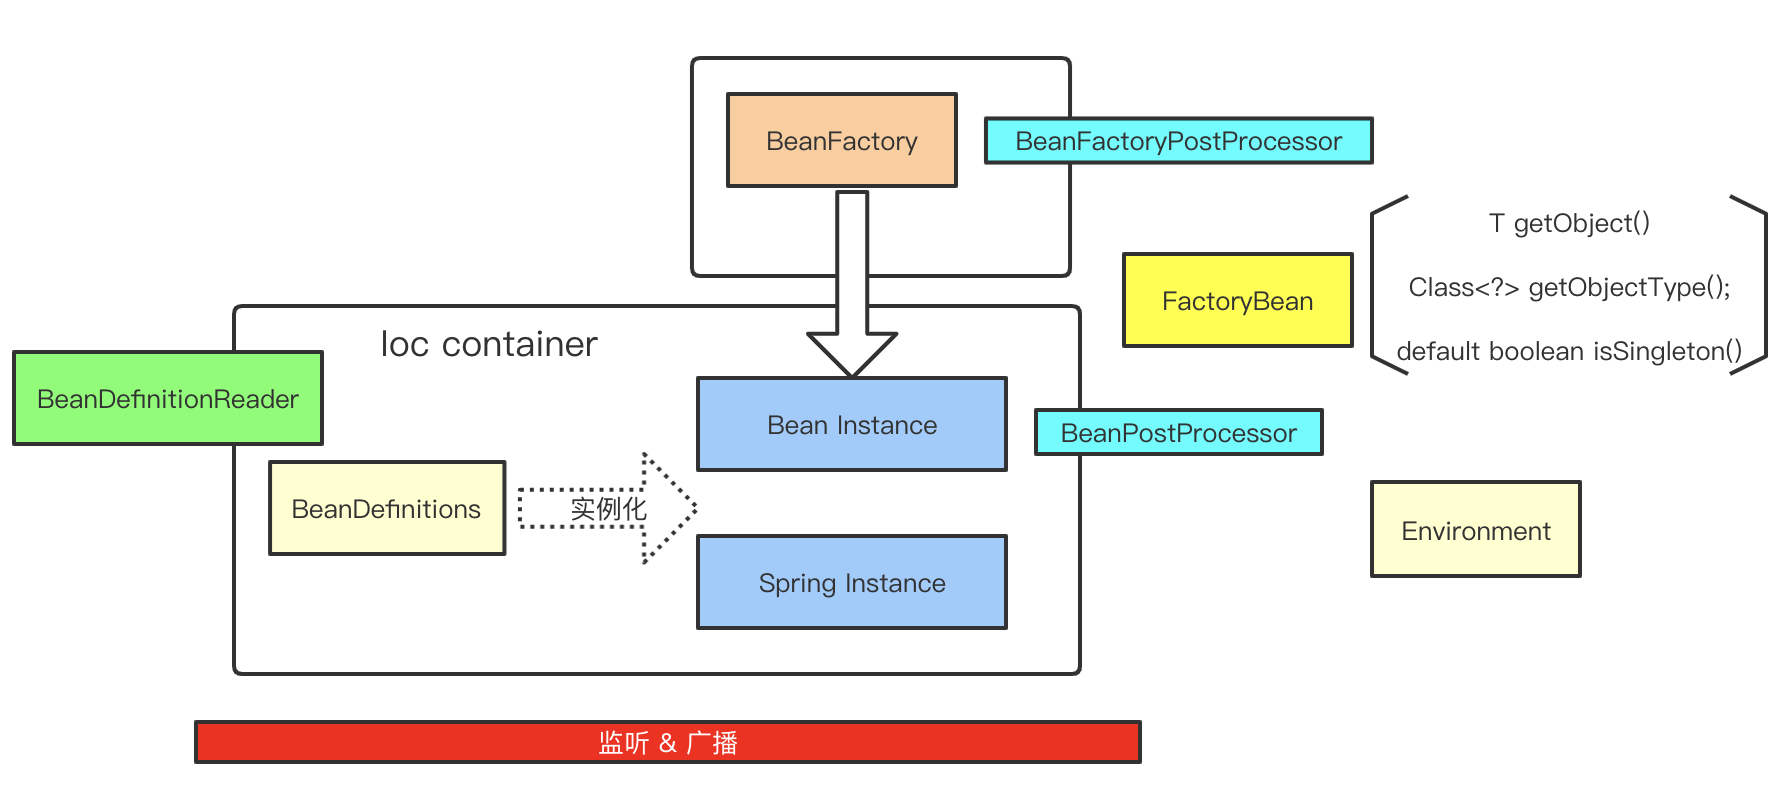 BeanFactory
BeanFactoryPostProcessor
T getObject()
Class<?> getObjectType();
default boolean isSingleton()
FactoryBean
Ioc container
BeanDefinitionReader
Bean Instance
BeanPostProcessor
BeanDefinitions
实例化
Environment
Spring Instance
监听 & 广播